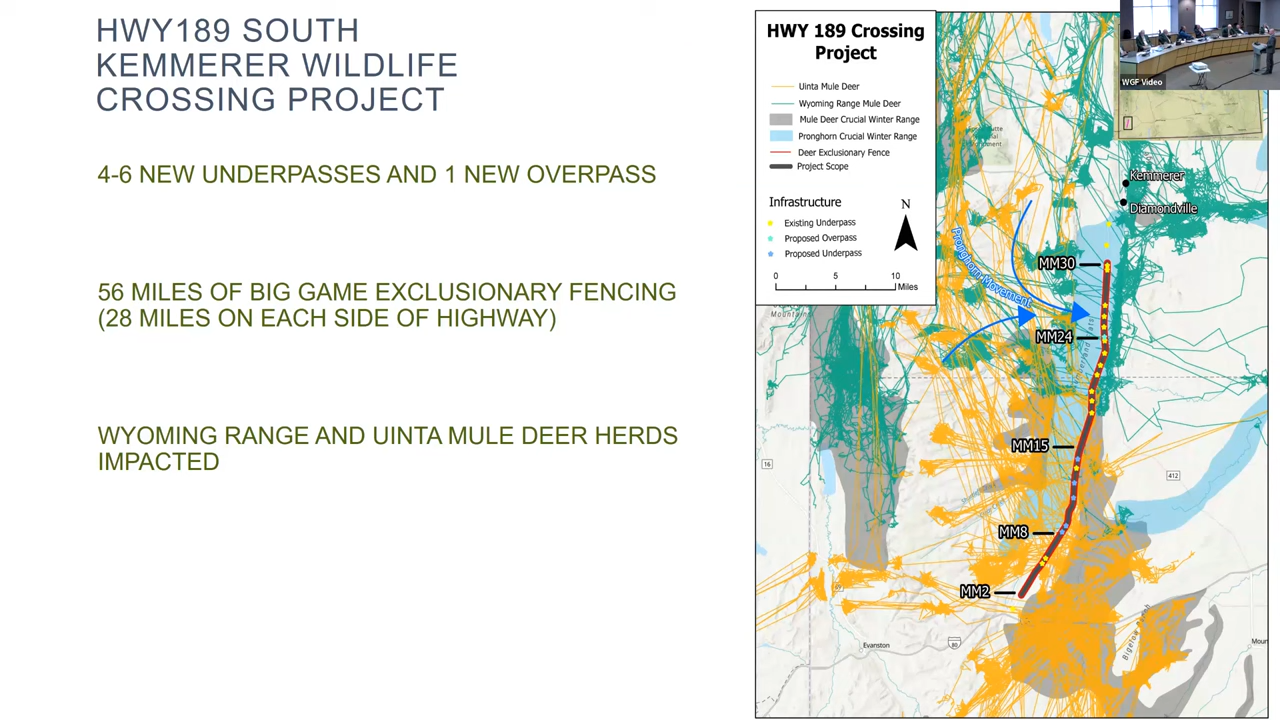 HWY189 SOUTH
KEMMERER WILDLIFE
CROSSING PROJECT
4-6 NEW UNDERPASSES AND 1 NEW OVERPASS
56 MILES OF BIG GAME EXCLUSIONARY FENCING
(28 MILES ON EACH SIDE OF HIGHWAY)
WYOMING RANGE AND UINTA MULE DEER HERDS
IMPACTED
HWY 189 Crossing
Project
Uinta Mule Deer
Wyoming Range Mule Deer
Mule Deer Crucial Winter Range
Pronghorn Crucial Winter Range
Deer Exclusionary Fence
Project Scope
Infrastructure
Existing Underpass
Proposed Overpass
Proposed Underpass
N
0 5 10
Miles
WGF Video
Kemmerer
Diamondville
Pronghorn Movement
MM30
MM24
MM15
MM8
MM2
Mountains
16
412
Evanston
80
Bigelow Bench